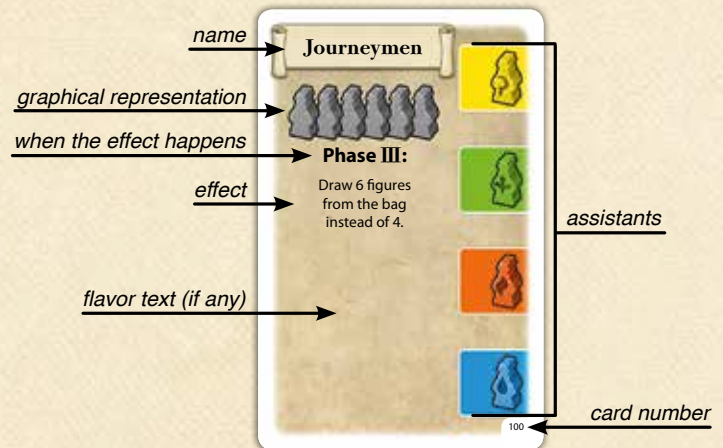 name
Journeymen
graphical representation
when the effect happens
Phase III:
effect
Draw 6 figures
from the bag
instead of 4.
assistants
flavor text (if any)
card number
100